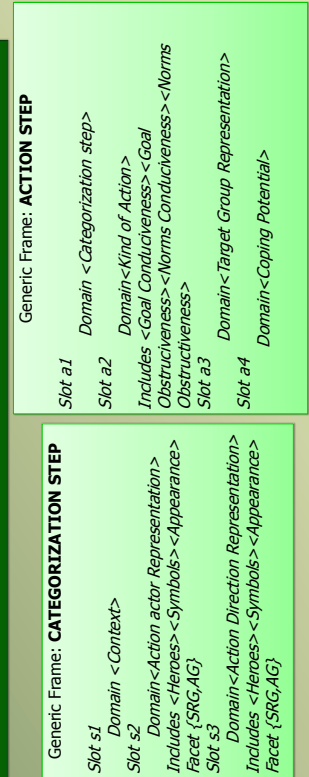 Generic Frame: CATEGORIZATION STEP
Slot s1
Domain <Context>
Slot s2
Domain<Action actor Representation>
Includes <Heroes><Symbols><Appearance>
Facet {SRG,AG}
Slot s3
Domain<Action Direction Representation>
Includes <Heroes><Symbols><Appearance>
Facet {SRG,AG}
Generic Frame: ACTION STEP
Slot a1
Domain <Categorization step>
Slot a2
Domain<Kind of Action>
Includes <Goal Conduciveness><Goal
Obstruciveness><Norms Conduciveness><Norms
Obstructiveness>
Slot a3
Domain<Target Group Representation>
Slot a4
Domain<Coping Potential>